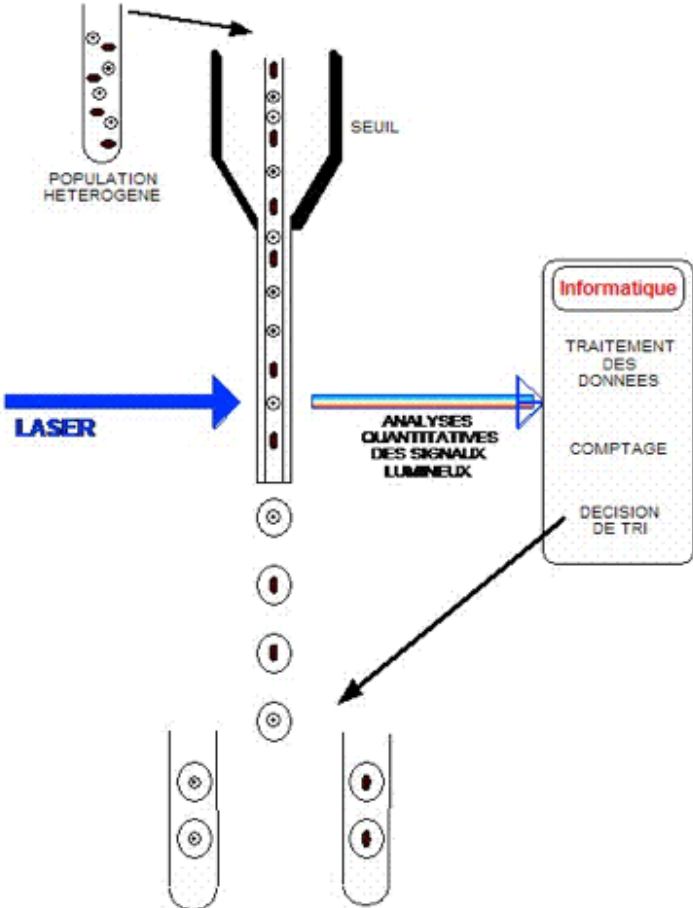 SEUIL
POPULATION
HETEROGENE
Informatique
TRAITEMENT
DES
DONNEES
LASER
ANALYSES
QUANTITATIVES
DES SIGNAUX
LUMINEUX
COMPTAGE
DECISION
DE TRI